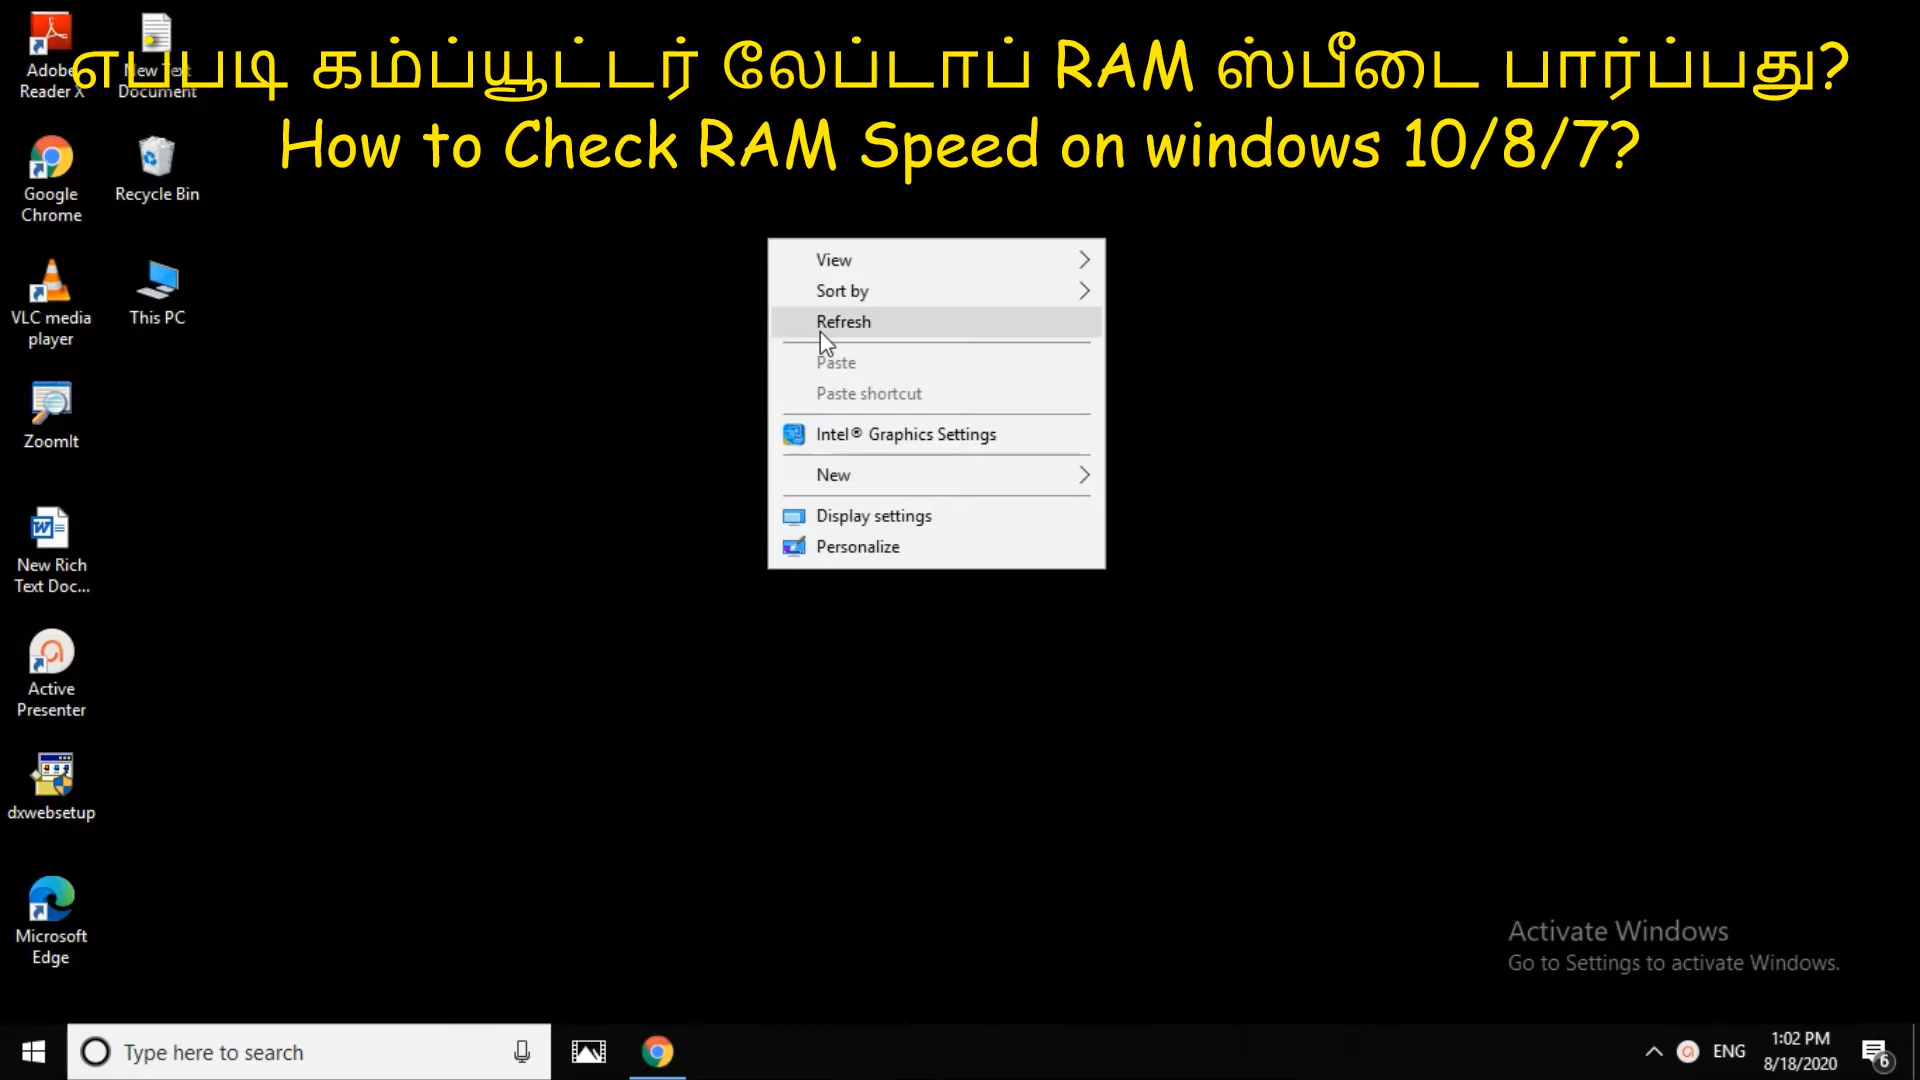 எப்படி கம்ப்யூட்டர் லேப்டாப் RAM ஸ்பீடை பார்ப்பது?
How to Check RAM Speed on windows 10/8/7?
Adobe
Reader X
New Text
Document
Google
Chrome
Recycle Bin
VLC media
player
This PC
ZoomIt
New Rich
Text Doc...
Active
Presenter
dxwebsetup
Microsoft
Edge
View
Sort by
Refresh
Paste
Paste shortcut
Intel® Graphics Settings
New
Display settings
Personalize
Activate Windows
Go to Settings to activate Windows.
Type here to search
ENG
1:02 PM
8/18/2020
6